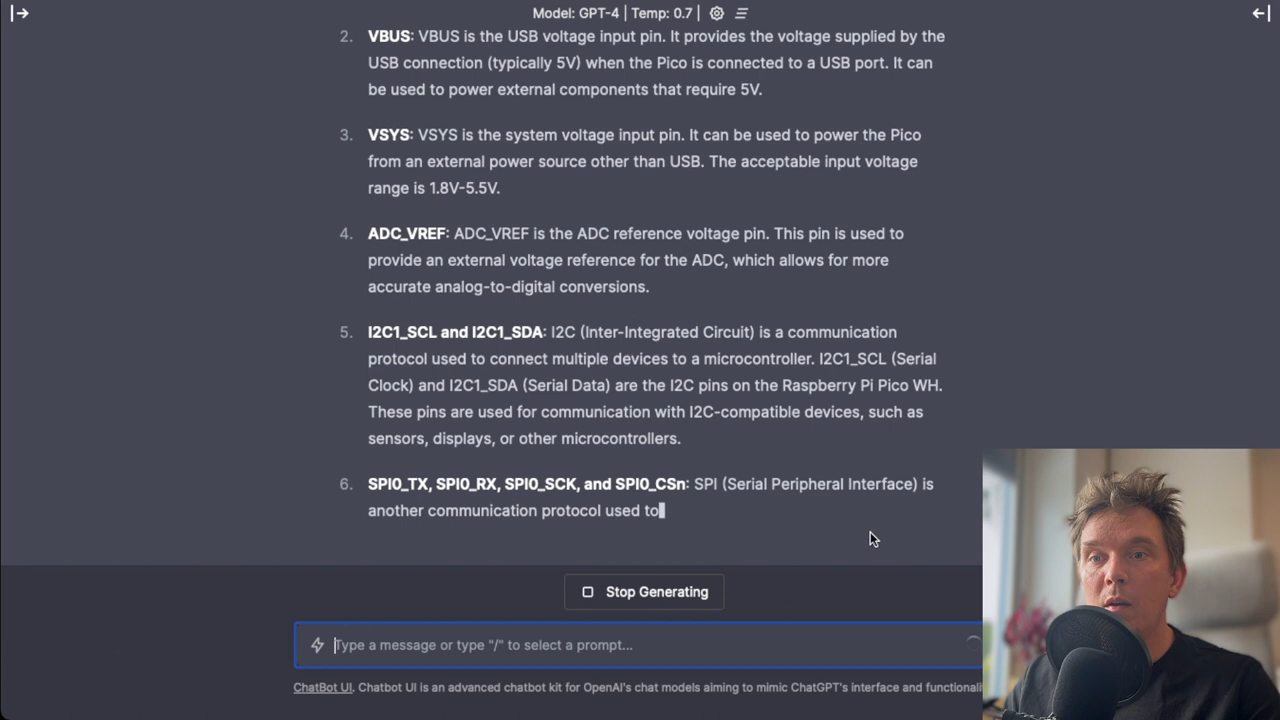 Model: GPT-4 | Temp: 0.7 |
2. VBUS: VBUS is the USB voltage input pin. It provides the voltage supplied by the
USB connection (typically 5V) when the Pico is connected to a USB port. It can
be used to power external components that require 5V.
3. VSYS: VSYS is the system voltage input pin. It can be used to power the Pico
from an external power source other than USB. The acceptable input voltage
range is 1.8V-5.5V.
4. ADC_VREF: ADC_VREF is the ADC reference voltage pin. This pin is used to
provide an external voltage reference for the ADC, which allows for more
accurate analog-to-digital conversions.
5. I2C1_SCL and I2C1_SDA: I2C (Inter-Integrated Circuit) is a communication
protocol used to connect multiple devices to a microcontroller. I2C1_SCL (Serial
Clock) and I2C1_SDA (Serial Data) are the I2C pins on the Raspberry Pi Pico WH.
These pins are used for communication with I2C-compatible devices, such as
sensors, displays, or other microcontrollers.
6. SPI0_TX, SPI0_RX, SPI0_SCK, and SPI0_CSn: SPI (Serial Peripheral Interface) is
another communication protocol used to
Stop Generating
Type a message or type "/" to select a prompt...
ChatBot UI. Chatbot UI is an advanced chatbot kit for OpenAI's chat models aiming to mimic ChatGPT's interface and functionali